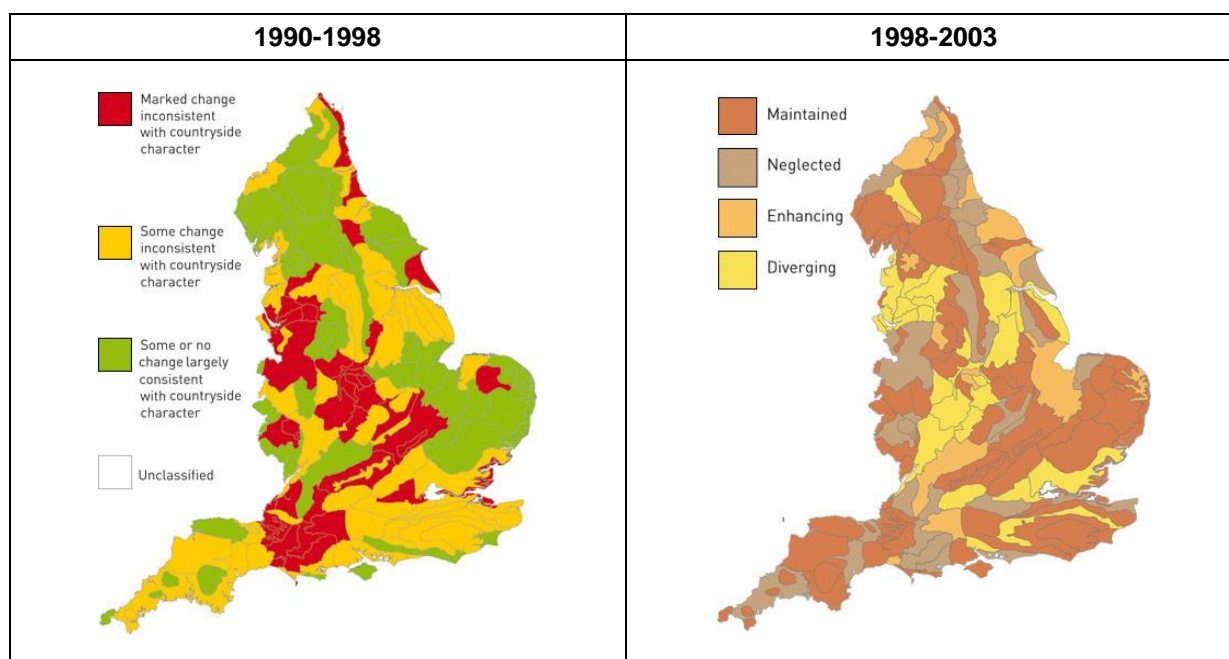 1990-1998
1998-2003
Marked change
inconsistent
with countryside
character
Some change
inconsistent
with countryside
character
Some or no
change largely
consistent
with countryside
character
Unclassified
Maintained
Neglected
Enhancing
Diverging